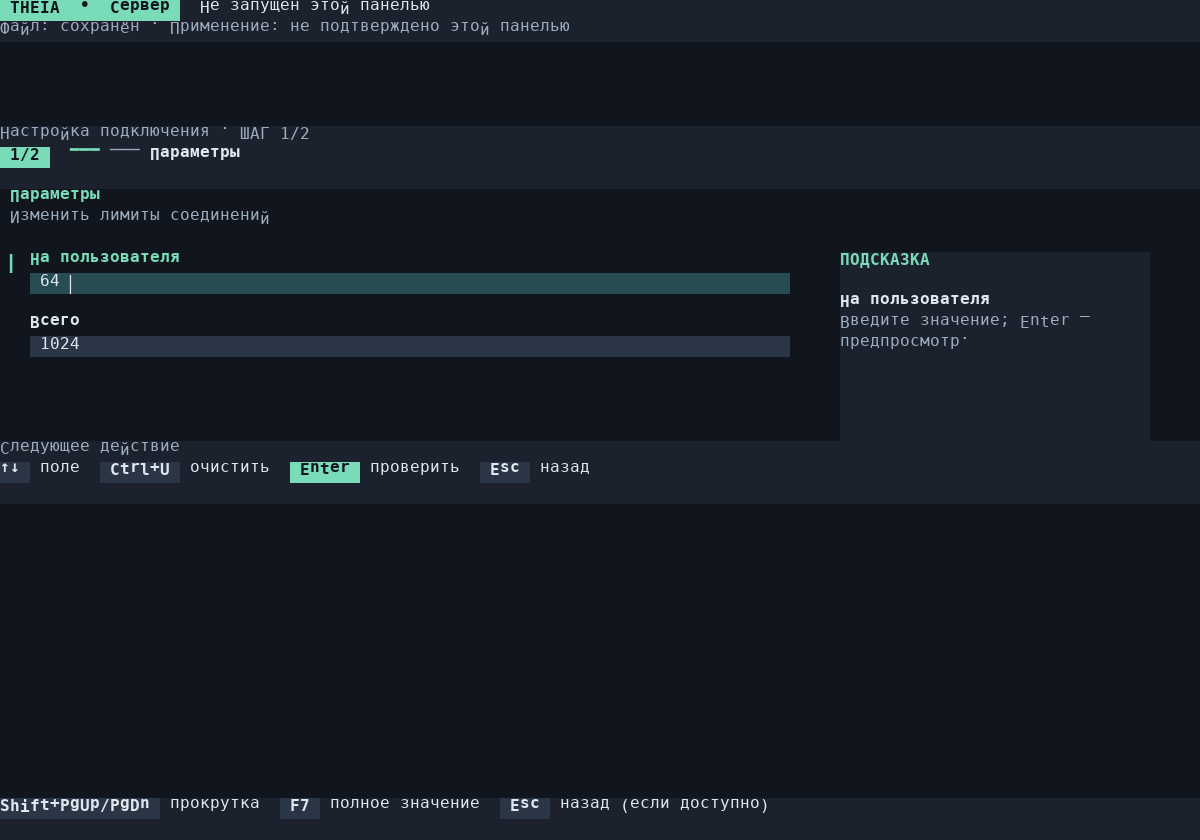 THEIA • Сервер Не запущен этой панелью
Файл: сохранён · Применение: не подтверждено этой панелью
Настройка подключения · ШАГ 1/2
1/2 ━━━ ─── Параметры
Параметры
Изменить лимиты соединений
На пользователя
64
Всего
1024
ПОДСКАЗКА
На пользователя
Введите значение; Enter —
предпросмотр.
Следующее действие
↑↓ поле Ctrl+U очистить Enter проверить Esc назад
Shift+PgUp/PgDn прокрутка F7 полное значение Esc назад (если доступно)